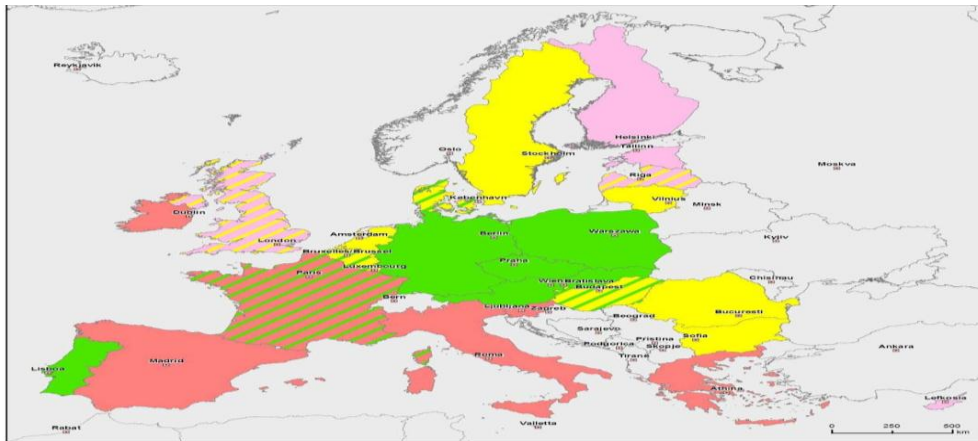 Reykjavik
Helsinki
Tallinn
Oslo
Stockholm
Moskva
Riga
København
Vilnius
Minsk
Dublin
Amsterdam
Berlin
Warszawa
London
Kyiv
Bruxelles/Brussel
Praha
Luxembourg
Paris
Wien
Bratislava
Chisinau
Budapest
Bern
Ljubljana
Zagreb
Beograd
Bucuresti
Sarajevo
Pristina
Sofia
Podgorica
Skopje
Ankara
Madrid
Roma
Tirana
Lisboa
Athina
Lefkosia
Rabat
Valletta
0 250 500
km